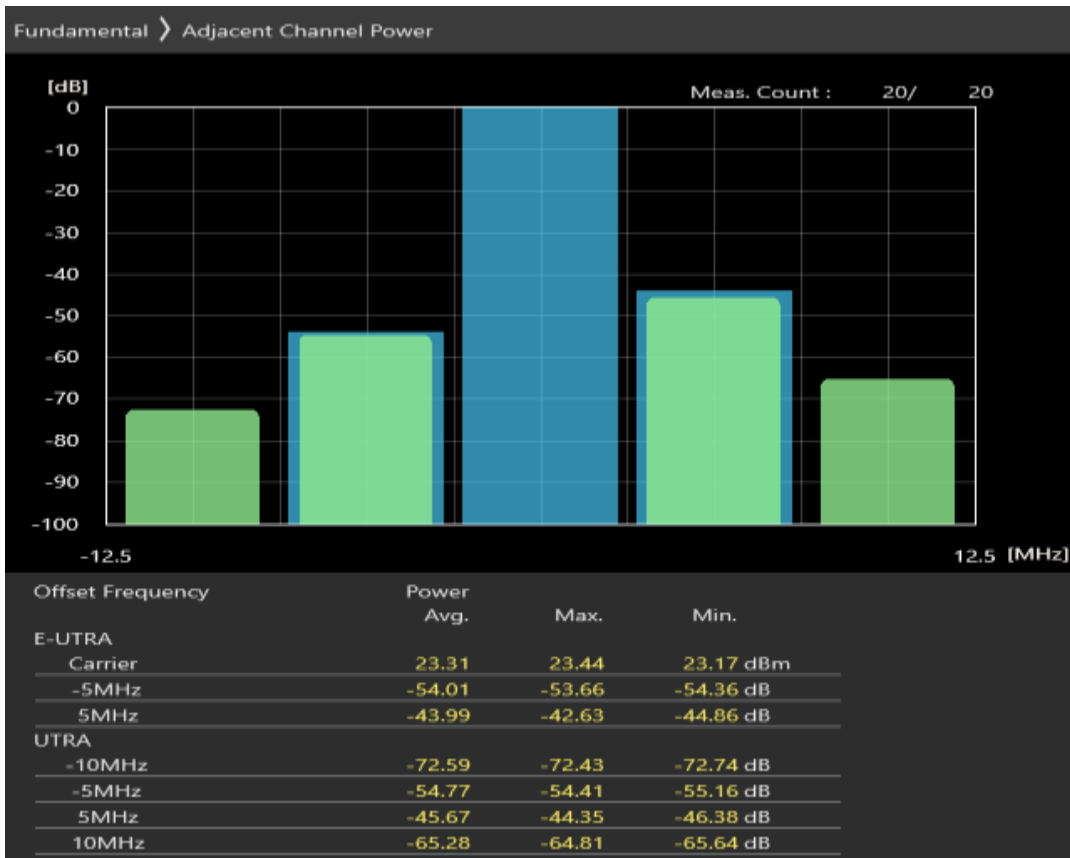 Fundamental 〉 Adjacent Channel Power
[dB]
Meas. Count : 20/ 20
0
-10
-20
-30
-40
-50
-60
-70
-80
-90
-100
-12.5 12.5 [MHz]
Offset Frequency Power
Avg. Max. Min.
E-UTRA
Carrier 23.31 23.44 23.17 dBm
-5MHz -54.01 -53.66 -54.36 dB
5MHz -43.99 -42.63 -44.86 dB
UTRA
-10MHz -72.59 -72.43 -72.74 dB
-5MHz -54.77 -54.41 -55.16 dB
5MHz -45.67 -44.35 -46.38 dB
10MHz -65.28 -64.81 -65.64 dB